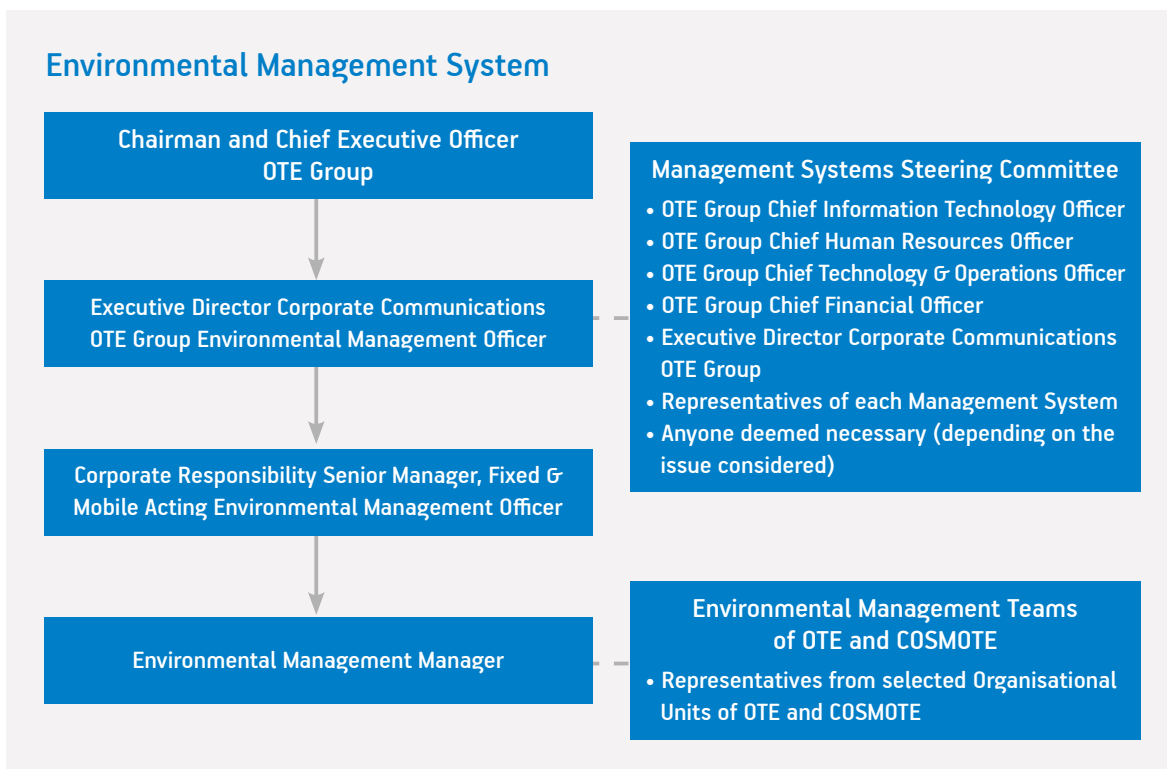 Environmental Management System
Chairman and Chief Executive Officer
OTE Group
Executive Director Corporate Communications
OTE Group Environmental Management Officer
Corporate Responsibility Senior Manager, Fixed &
Mobile Acting Environmental Management Officer
Environmental Management Manager
Management Systems Steering Committee
• OTE Group Chief Information Technology Officer
• OTE Group Chief Human Resources Officer
• OTE Group Chief Technology & Operations Officer
• OTE Group Chief Financial Officer
• Executive Director Corporate Communications
OTE Group
• Representatives of each Management System
• Anyone deemed necessary (depending on the
issue considered)
Environmental Management Teams
of OTE and COSMOTE
• Representatives from selected Organisational
Units of OTE and COSMOTE